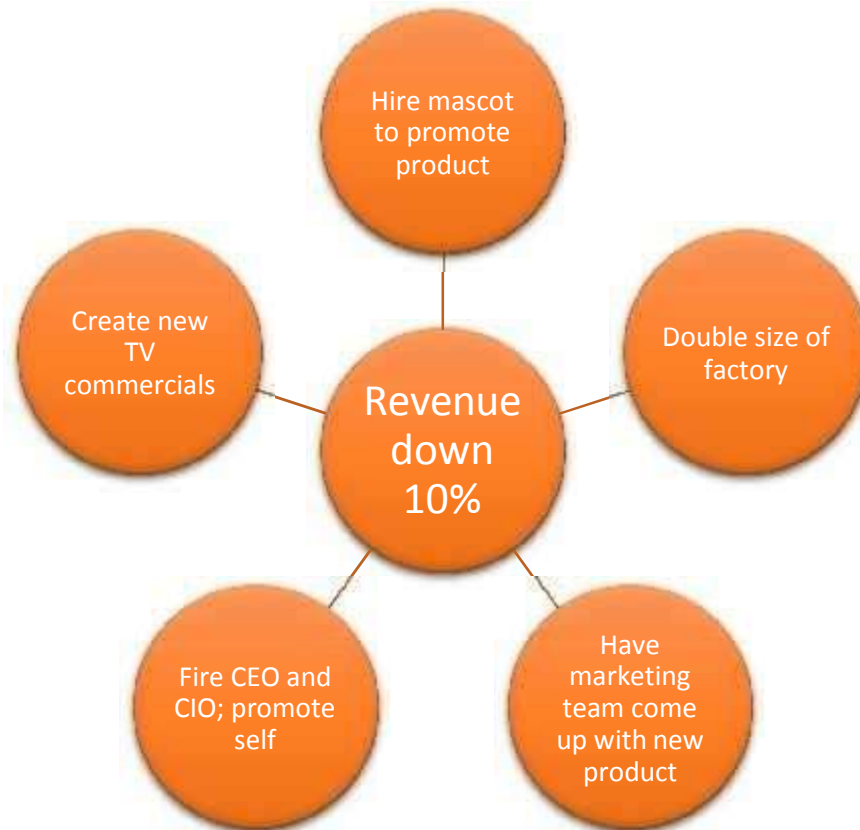 Hire mascot
to promote
product
Create new
TV
commercials
Double size of
factory
Revenue
down
10%
Fire CEO and
CIO; promote
self
Have
marketing
team come
up with new
product